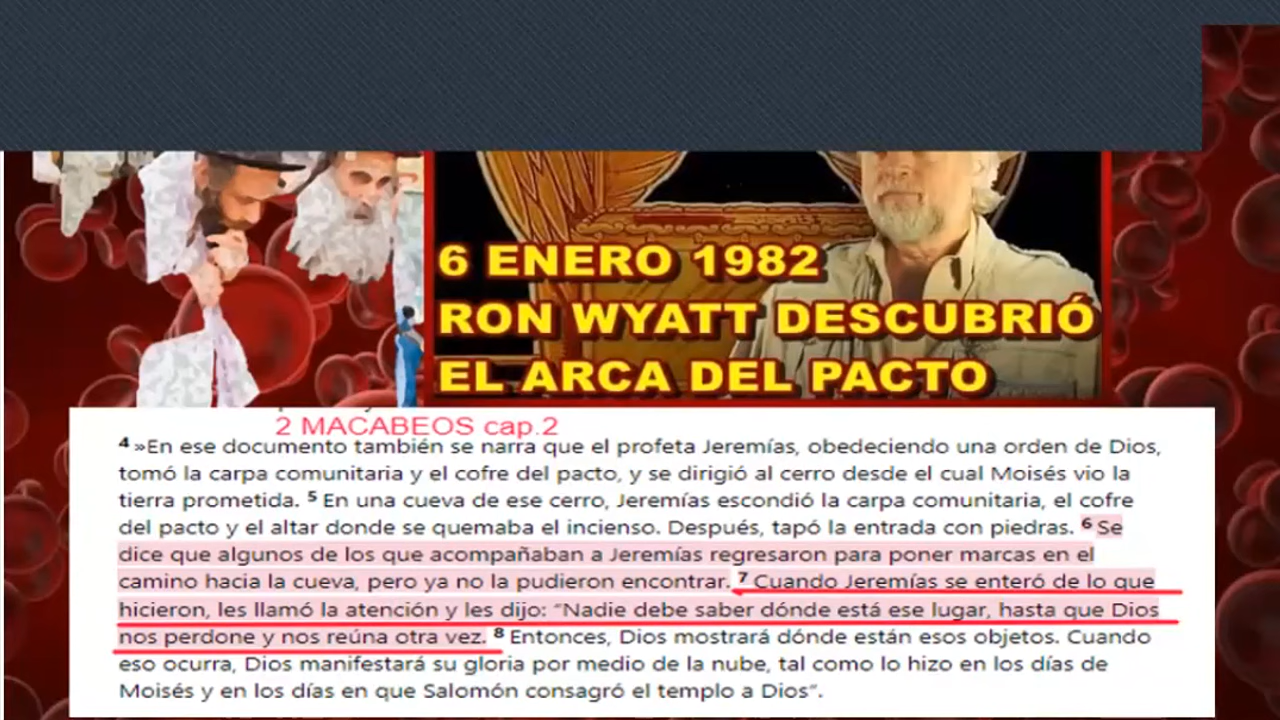 6 ENERO 1982
RON WYATT DESCUBRIÓ
EL ARCA DEL PACTO
2 MACABEOS cap.2
4 »En ese documento también se narra que el profeta Jeremías, obedeciendo una orden de Dios,
tomó la carpa comunitaria y el cofre del pacto, y se dirigió al cerro desde el cual Moisés vio la
tierra prometida. 5 En una cueva de ese cerro, Jeremías escondió la carpa comunitaria, el cofre
del pacto y el altar donde se quemaba el incienso. Después, tapó la entrada con piedras. 6 Se
dice que algunos de los que acompañaban a Jeremías regresaron para poner marcas en el
camino hacia la cueva, pero ya no la pudieron encontrar. 7 Cuando Jeremías se enteró de lo que
hicieron, les llamó la atención y les dijo: “Nadie debe saber dónde está ese lugar, hasta que Dios
nos perdone y nos reúna otra vez. 8 Entonces, Dios mostrará dónde están esos objetos. Cuando
eso ocurra, Dios manifestará su gloria por medio de la nube, tal como lo hizo en los días de
Moisés y en los días en que Salomón consagró el templo a Dios”.